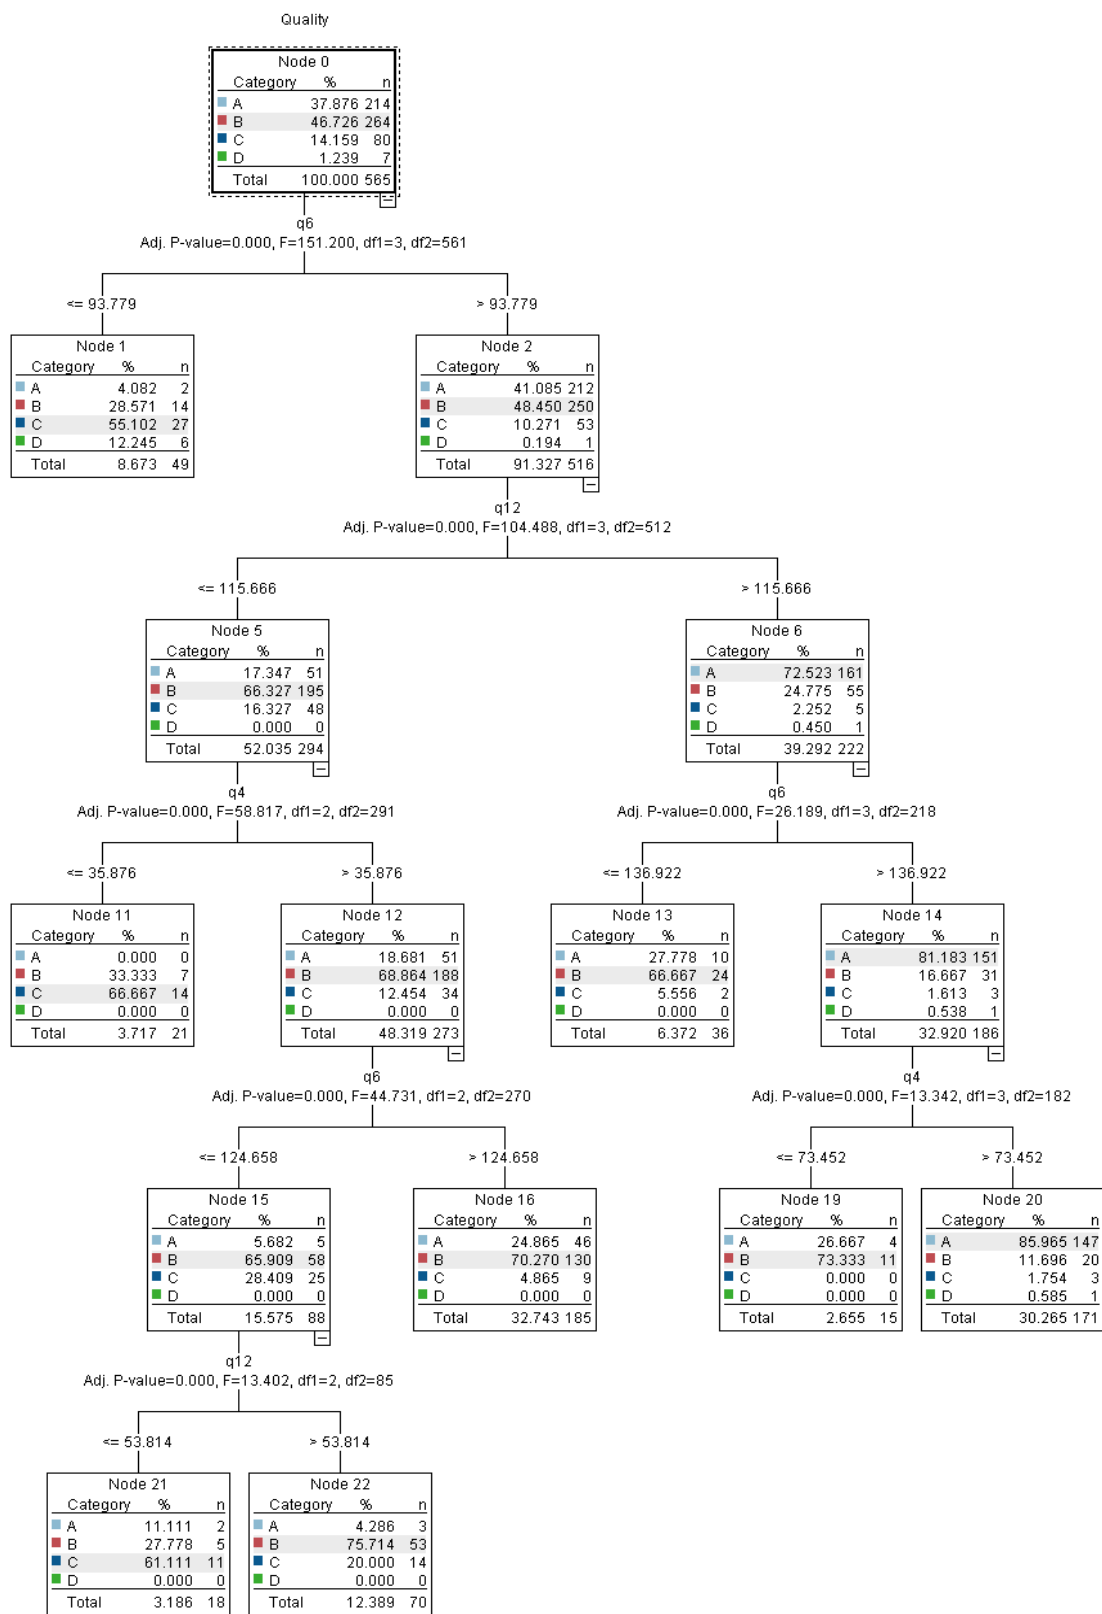 Quality
Node 0
Category % n
A 37.876 214
B 46.726 264
C 14.159 80
D 1.239 7
Total 100.000 565
q6
Adj. P-value=0.000, F=151.200, df1=3, df2=561
<= 93.779
> 93.779
Node 1
Category % n
A 4.082 2
B 28.571 14
C 55.102 27
D 12.245 6
Total 8.673 49
Node 2
Category % n
A 41.085 212
B 48.450 250
C 10.271 53
D 0.194 1
Total 91.327 516
q12
Adj. P-value=0.000, F=104.488, df1=3, df2=512
<= 115.666
> 115.666
Node 5
Category % n
A 17.347 51
B 66.327 195
C 16.327 48
D 0.000 0
Total 52.035 294
Node 6
Category % n
A 72.523 161
B 24.775 55
C 2.252 5
D 0.450 1
Total 39.292 222
q4
Adj. P-value=0.000, F=58.817, df1=2, df2=291
q6
Adj. P-value=0.000, F=26.189, df1=3, df2=218
<= 35.876
> 35.876
<= 136.922
> 136.922
Node 11
Category % n
A 0.000 0
B 33.333 7
C 66.667 14
D 0.000 0
Total 3.717 21
Node 12
Category % n
A 18.681 51
B 68.864 188
C 12.454 34
D 0.000 0
Total 48.319 273
Node 13
Category % n
A 27.778 10
B 66.667 24
C 5.556 2
D 0.000 0
Total 6.372 36
Node 14
Category % n
A 81.183 151
B 16.667 31
C 1.613 3
D 0.538 1
Total 32.920 186
q6
Adj. P-value=0.000, F=44.731, df1=2, df2=270
q4
Adj. P-value=0.000, F=13.342, df1=3, df2=182
<= 124.658
> 124.658
<= 73.452
> 73.452
Node 15
Category % n
A 5.682 5
B 65.909 58
C 28.409 25
D 0.000 0
Total 15.575 88
Node 16
Category % n
A 24.865 46
B 70.270 130
C 4.865 9
D 0.000 0
Total 32.743 185
Node 19
Category % n
A 26.667 4
B 73.333 11
C 0.000 0
D 0.000 0
Total 2.655 15
Node 20
Category % n
A 85.965 147
B 11.696 20
C 1.754 3
D 0.585 1
Total 30.265 171
q12
Adj. P-value=0.000, F=13.402, df1=2, df2=85
<= 53.814
> 53.814
Node 21
Category % n
A 11.111 2
B 27.778 5
C 61.111 11
D 0.000 0
Total 3.186 18
Node 22
Category % n
A 4.286 3
B 75.714 53
C 20.000 14
D 0.000 0
Total 12.389 70